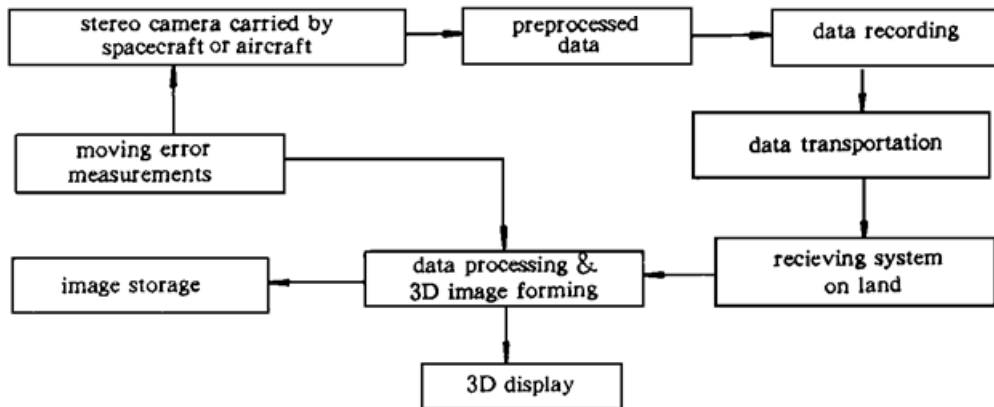 stereo camera carried by
spacecraft or aircraft
preprocessed
data
data recording
moving error
measurements
data transportation
image storage
data processing &
3D image forming
recieving system
on land
3D display